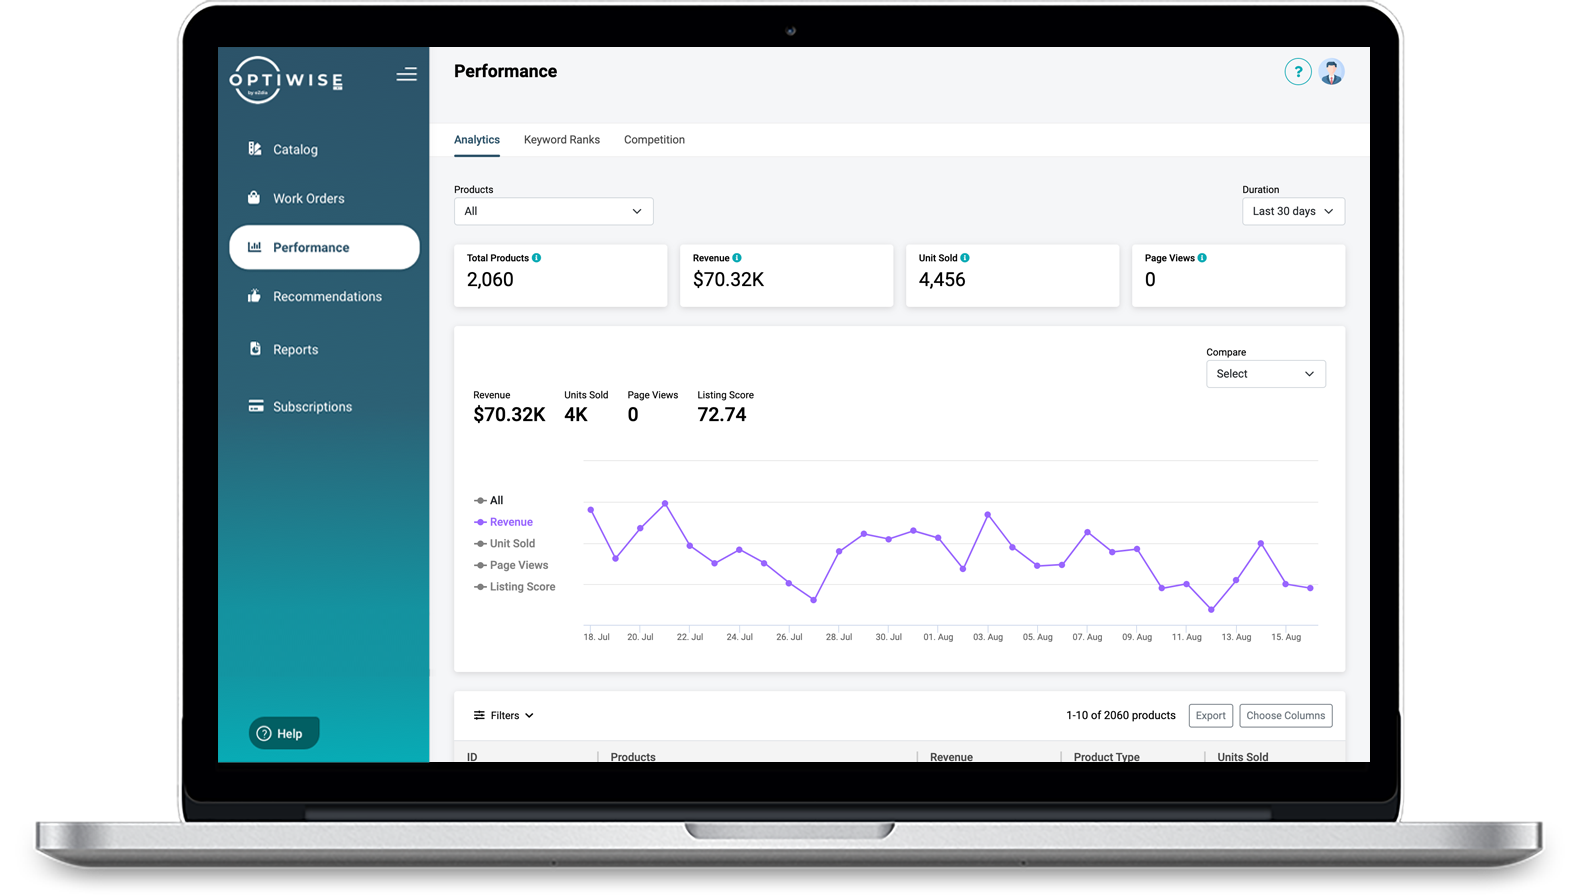 OPTIWISE
by e2die
Catalog
Work Orders
Performance
Recommendations
Reports
Subscriptions
? Help
Performance
?
Analytics Keyword Ranks Competition
Products
All
Duration
Last 30 days
Total Products
2,060
Revenue
$70.32K
Unit Sold
4,456
Page Views
0
Compare
Select
Revenue Units Sold Page Views Listing Score
$70.32K 4K 0 72.74
All
Revenue
Unit Sold
Page Views
Listing Score
18. Jul 20. Jul 22. Jul 24. Jul 26. Jul 28. Jul 30. Jul 01. Aug 03. Aug 05. Aug 07. Aug 09. Aug 11. Aug 13. Aug 15. Aug
Filters
1-10 of 2060 products Export Choose Columns
ID Products Revenue Product Type Units Sold